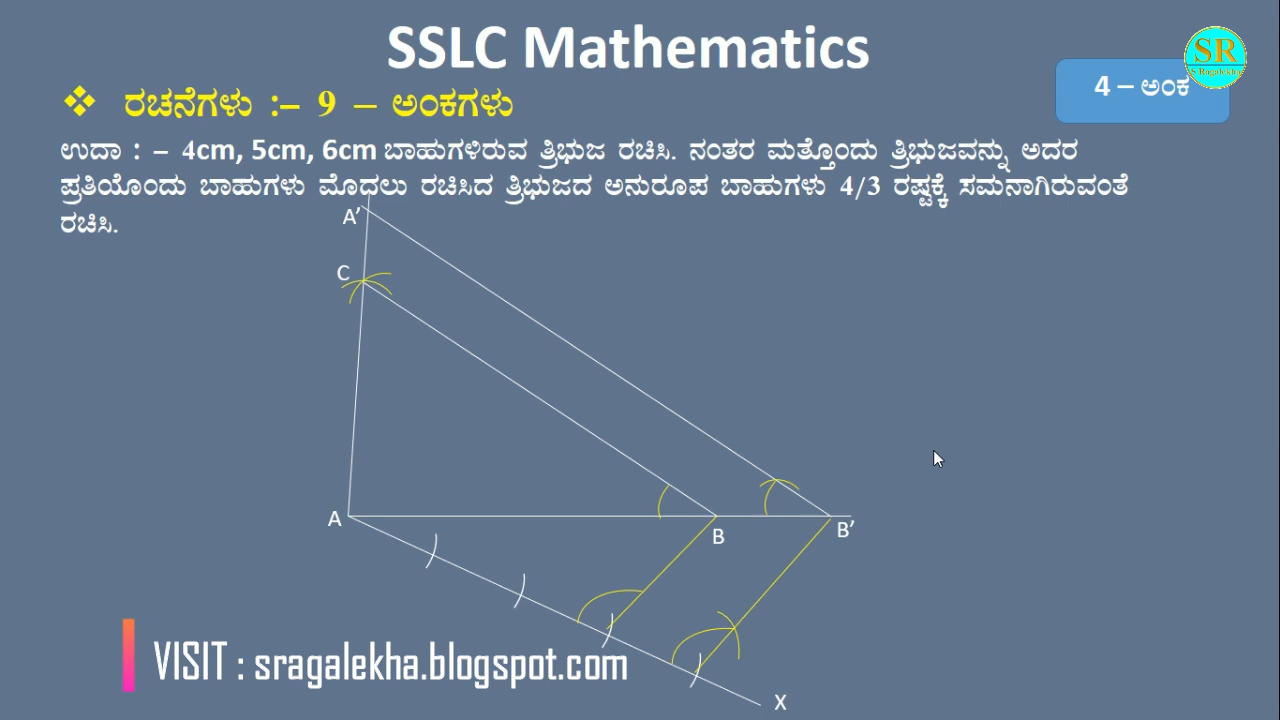 SSLC Mathematics
SR
S Ragalekha
4 – ಅಂಕ
❖ ರಚನೆಗಳು :– 9 – ಅಂಕಗಳು
ಉದಾ : – 4cm, 5cm, 6cm ಬಾಹುಗಳಿರುವ ತ್ರಿಭುಜ ರಚಿಸಿ. ನಂತರ ಮತ್ತೊಂದು ತ್ರಿಭುಜವನ್ನು ಅದರ
ಪ್ರತಿಯೊಂದು ಬಾಹುಗಳು ಮೊದಲು ರಚಿಸಿದ ತ್ರಿಭುಜದ ಅನುರೂಪ ಬಾಹುಗಳು 4/3 ರಷ್ಟಕ್ಕೆ ಸಮನಾಗಿರುವಂತೆ
ರಚಿಸಿ.
A’
C
A
B
B’
X
VISIT : sragalekha.blogspot.com